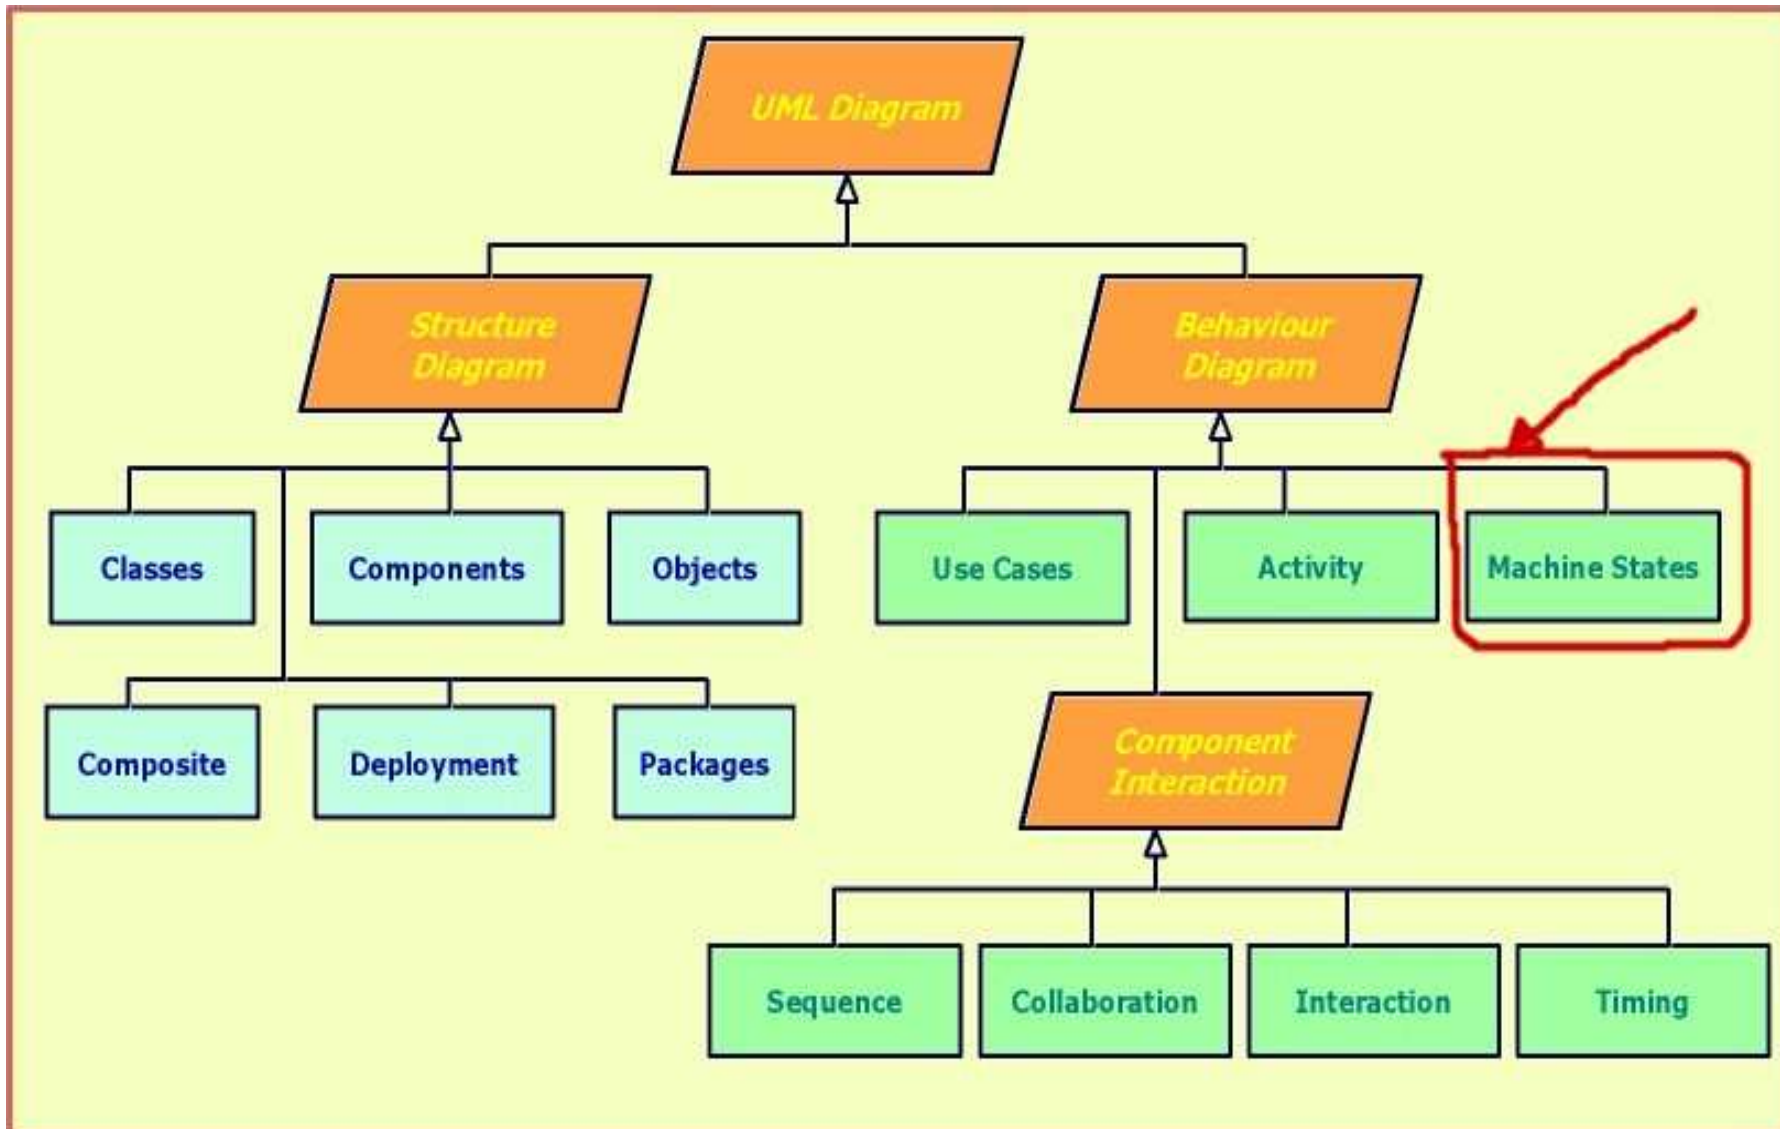 UML Diagram
Structure
Diagram
Behaviour
Diagram
Classes
Components
Objects
Use Cases
Activity
Machine States
Composite
Deployment
Packages
Component
Interaction
Sequence
Collaboration
Interaction
Timing